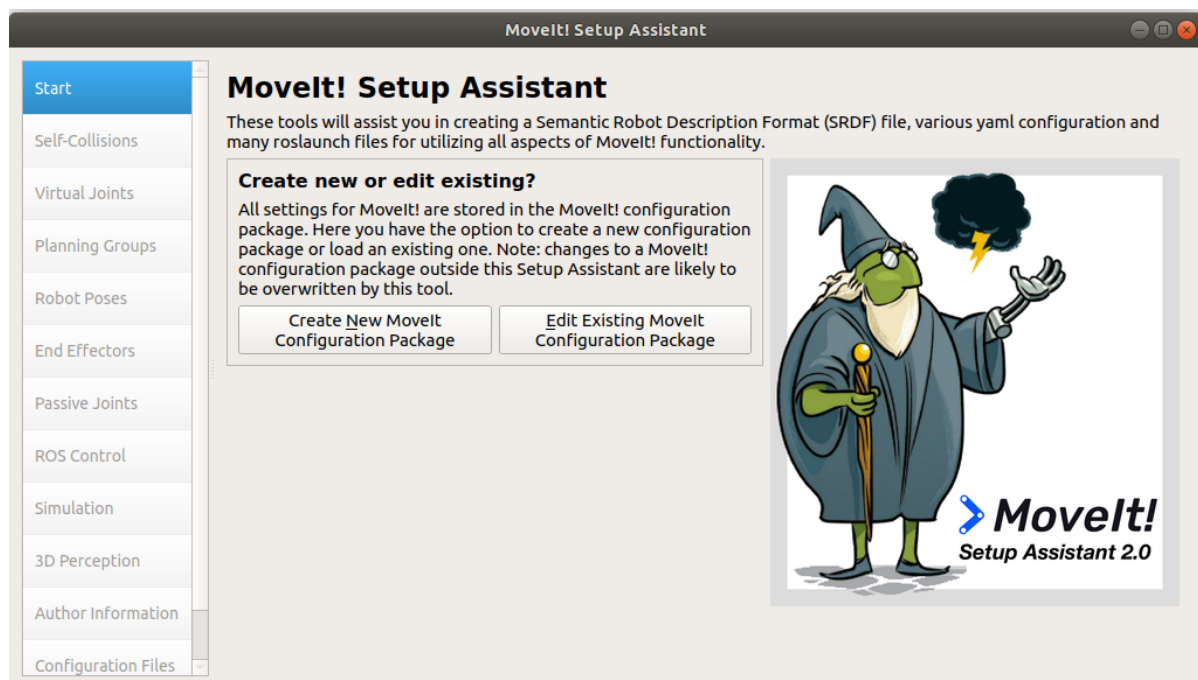 MoveIt! Setup Assistant
Start
Self-Collisions
Virtual Joints
Planning Groups
Robot Poses
End Effectors
Passive Joints
ROS Control
Simulation
3D Perception
Author Information
Configuration Files
MoveIt! Setup Assistant
These tools will assist you in creating a Semantic Robot Description Format (SRDF) file, various yaml configuration and
many roslaunch files for utilizing all aspects of MoveIt! functionality.
Create new or edit existing?
All settings for MoveIt! are stored in the MoveIt! configuration
package. Here you have the option to create a new configuration
package or load an existing one. Note: changes to a MoveIt!
configuration package outside this Setup Assistant are likely to
be overwritten by this tool.
Create New MoveIt
Configuration Package
Edit Existing MoveIt
Configuration Package
MoveIt!
Setup Assistant 2.0